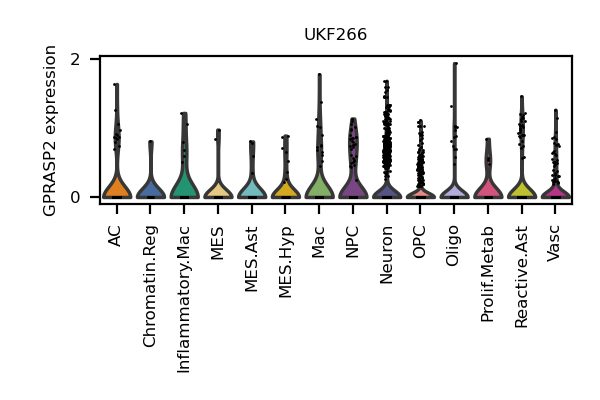 UKF266
GPRASP2 expression
2
0
AC
Chromatin.Reg
Inflammatory.Mac
MES
MES.Ast
MES.Hyp
Mac
NPC
Neuron
OPC
Oligo
Prolif.Metab
Reactive.Ast
Vasc